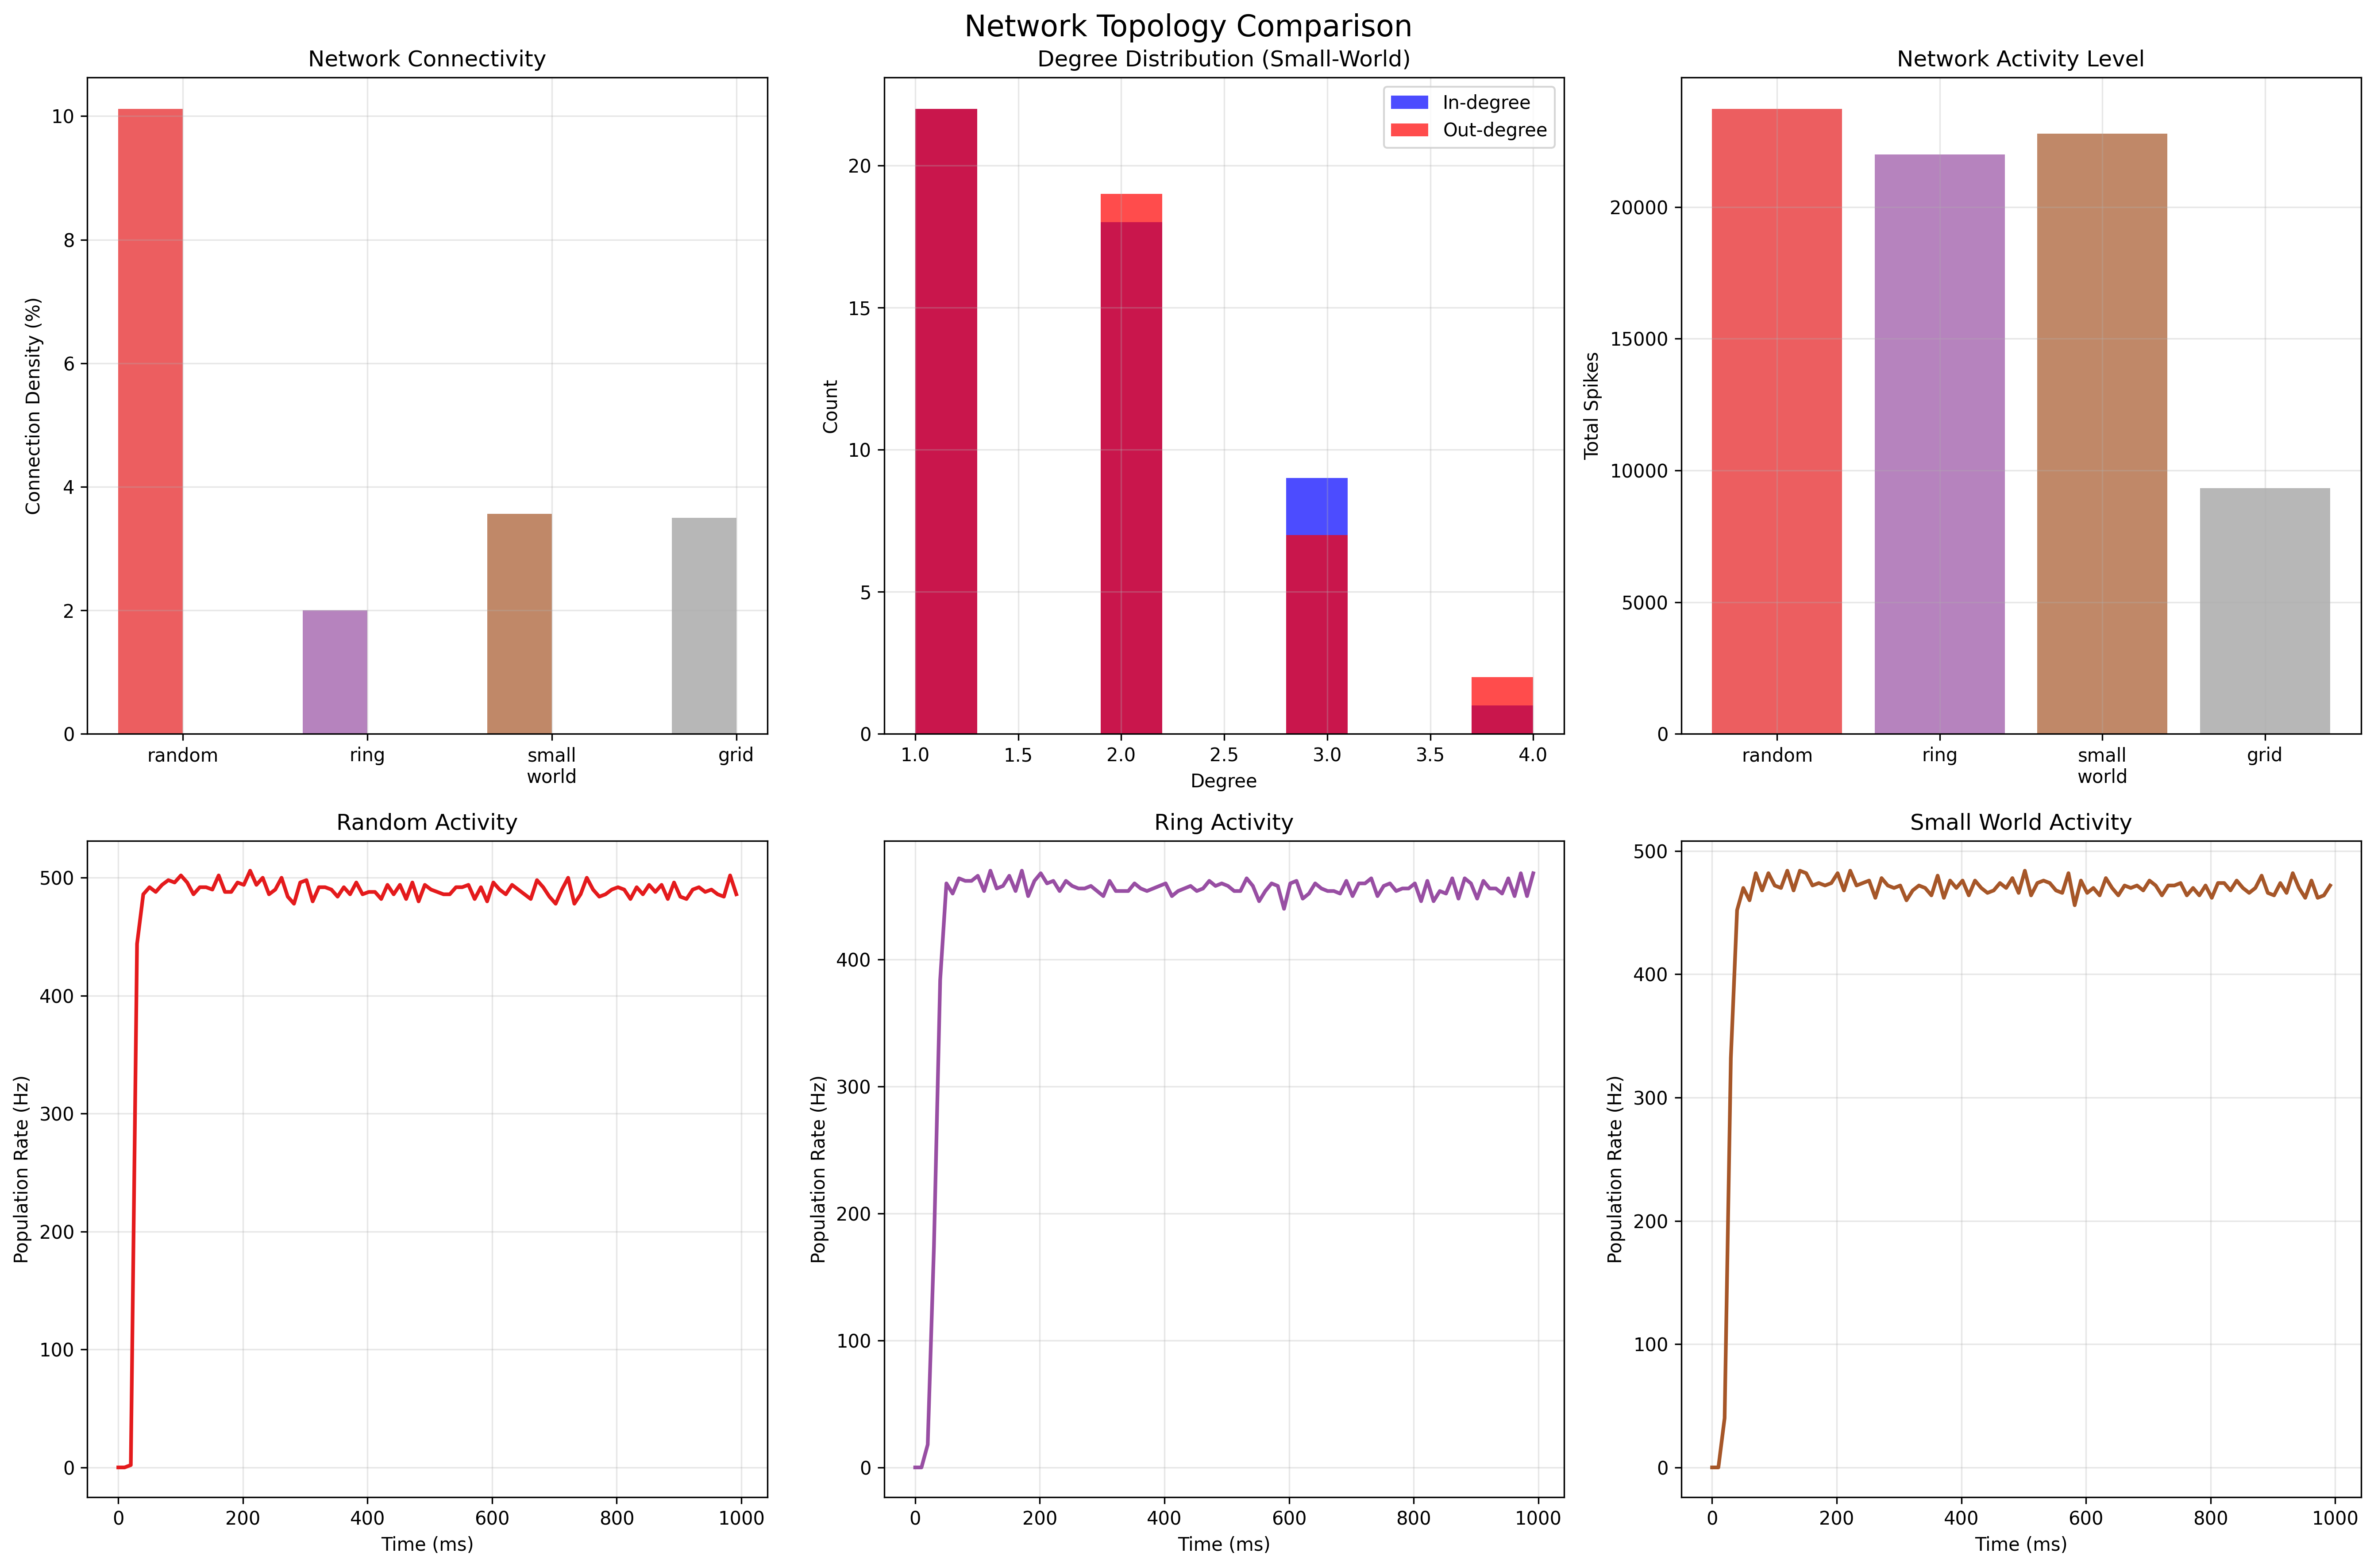 Network Topology Comparison
Network Connectivity
Connection Density (%)
10
8
6
4
2
0
random
ring
small
world
grid
Degree Distribution (Small-World)
In-degree
Out-degree
Count
20
15
10
5
0
1.0
1.5
2.0
2.5
3.0
3.5
4.0
Degree
Network Activity Level
Total Spikes
20000
15000
10000
5000
0
random
ring
small
world
grid
Random Activity
Population Rate (Hz)
500
400
300
200
100
0
0
200
400
600
800
1000
Time (ms)
Ring Activity
Population Rate (Hz)
400
300
200
100
0
0
200
400
600
800
1000
Time (ms)
Small World Activity
Population Rate (Hz)
500
400
300
200
100
0
0
200
400
600
800
1000
Time (ms)